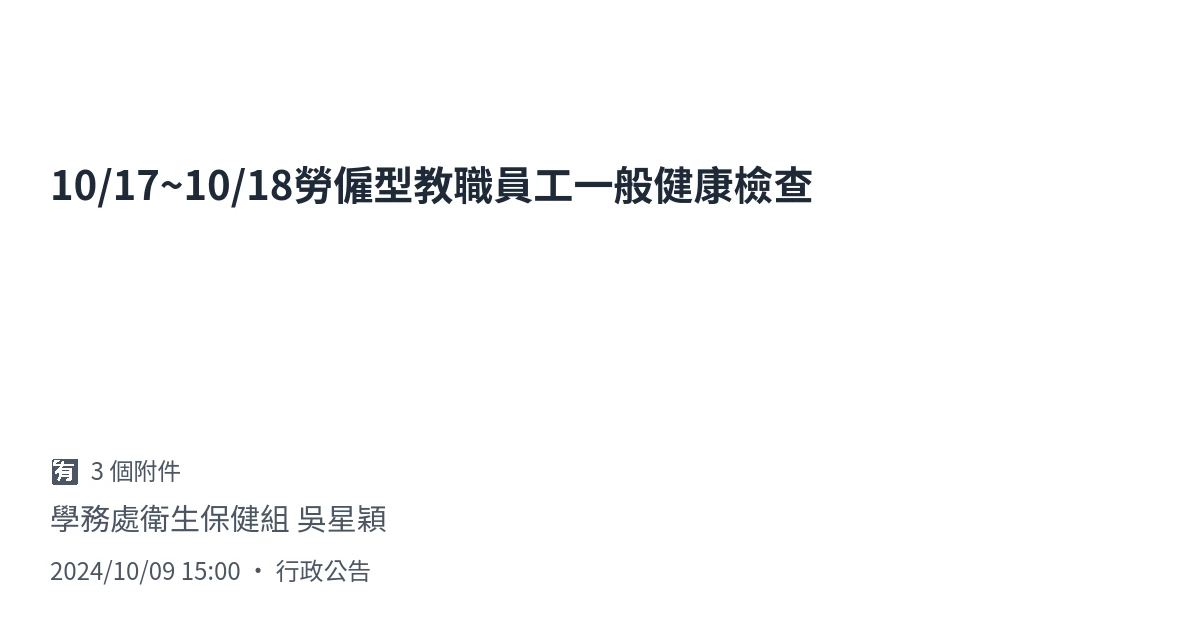 10/17~10/18勞僱型教職員工一般健康檢查
🈶 3 個附件
學務處衛生保健組 吳星穎
2024/10/09 15:00 ・ 行政公告